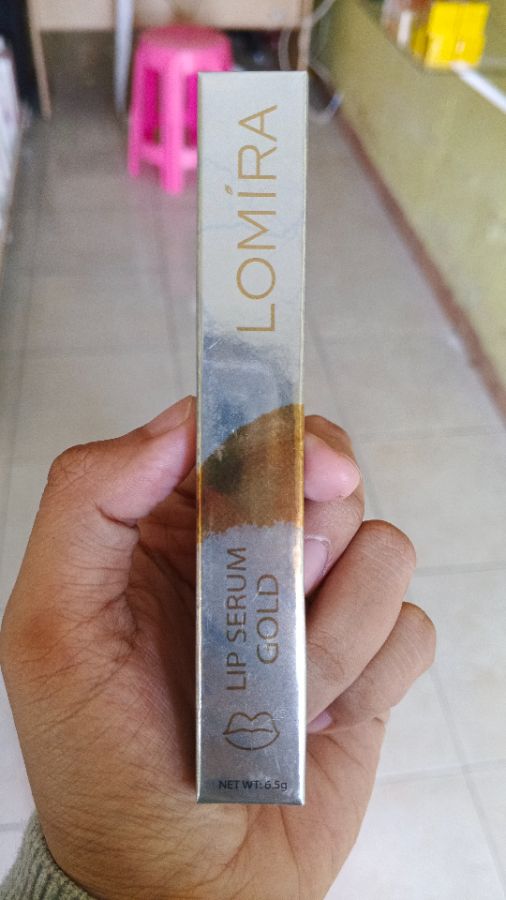 LOMÍRA
LIP SERUM
GOLD
NET WT: 6.5g